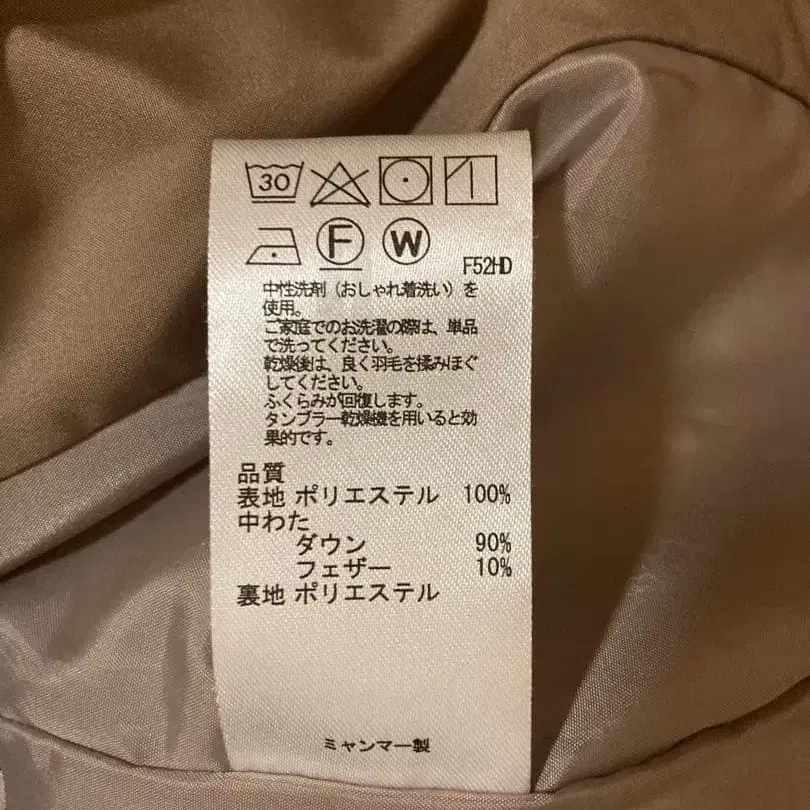 30
F W
F52HD
中性洗剤（おしゃれ着洗い）を
使用。
ご家庭でのお洗濯の際は、単品
で洗ってください。
乾燥後は、良く羽毛を揉みほぐ
してください。
ふくらみが回復します。
タンブラー乾燥機を用いると効
果的です。
品質
表地 ポリエステル 100%
中わた
ダウン 90%
フェザー 10%
裏地 ポリエステル
ミャンマー製